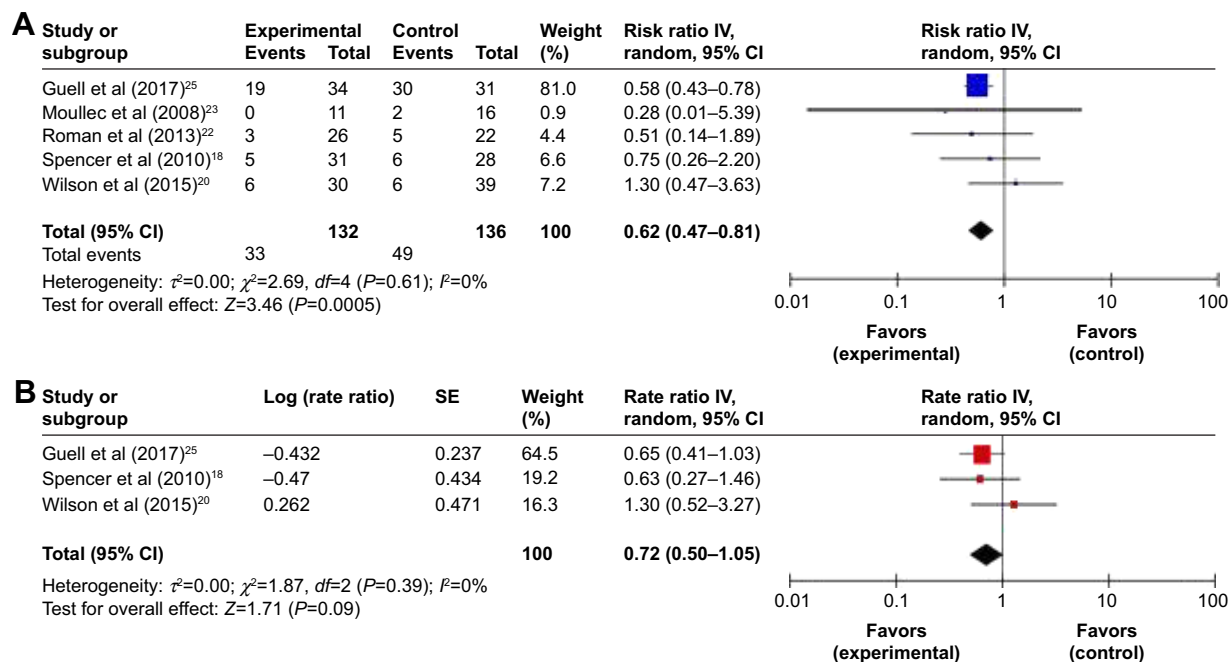 A
Study or subgroup Experimental Events Total Control Events Total Weight (%) Risk ratio IV, random, 95% CI Risk ratio IV, random, 95% CI
Guell et al (2017)25 19 34 30 31 81.0 0.58 (0.43–0.78)
Moullec et al (2008)23 0 11 2 16 0.9 0.28 (0.01–5.39)
Roman et al (2013)22 3 26 5 22 4.4 0.51 (0.14–1.89)
Spencer et al (2010)18 5 31 6 28 6.6 0.75 (0.26–2.20)
Wilson et al (2015)20 6 30 6 39 7.2 1.30 (0.47–3.63)
Total (95% CI) 132 136 100 0.62 (0.47–0.81)
Total events 33 49
Heterogeneity: τ²=0.00; χ²=2.69, df=4 (P=0.61); I²=0%
Test for overall effect: Z=3.46 (P=0.0005)
0.01 0.1 1 10 100
Favors (experimental) Favors (control)
B
Study or subgroup Log (rate ratio) SE Weight (%) Rate ratio IV, random, 95% CI Rate ratio IV, random, 95% CI
Guell et al (2017)25 –0.432 0.237 64.5 0.65 (0.41–1.03)
Spencer et al (2010)18 –0.47 0.434 19.2 0.63 (0.27–1.46)
Wilson et al (2015)20 0.262 0.471 16.3 1.30 (0.52–3.27)
Total (95% CI) 100 0.72 (0.50–1.05)
Heterogeneity: τ²=0.00; χ²=1.87, df=2 (P=0.39); I²=0%
Test for overall effect: Z=1.71 (P=0.09)
0.01 0.1 1 10 100
Favors (experimental) Favors (control)